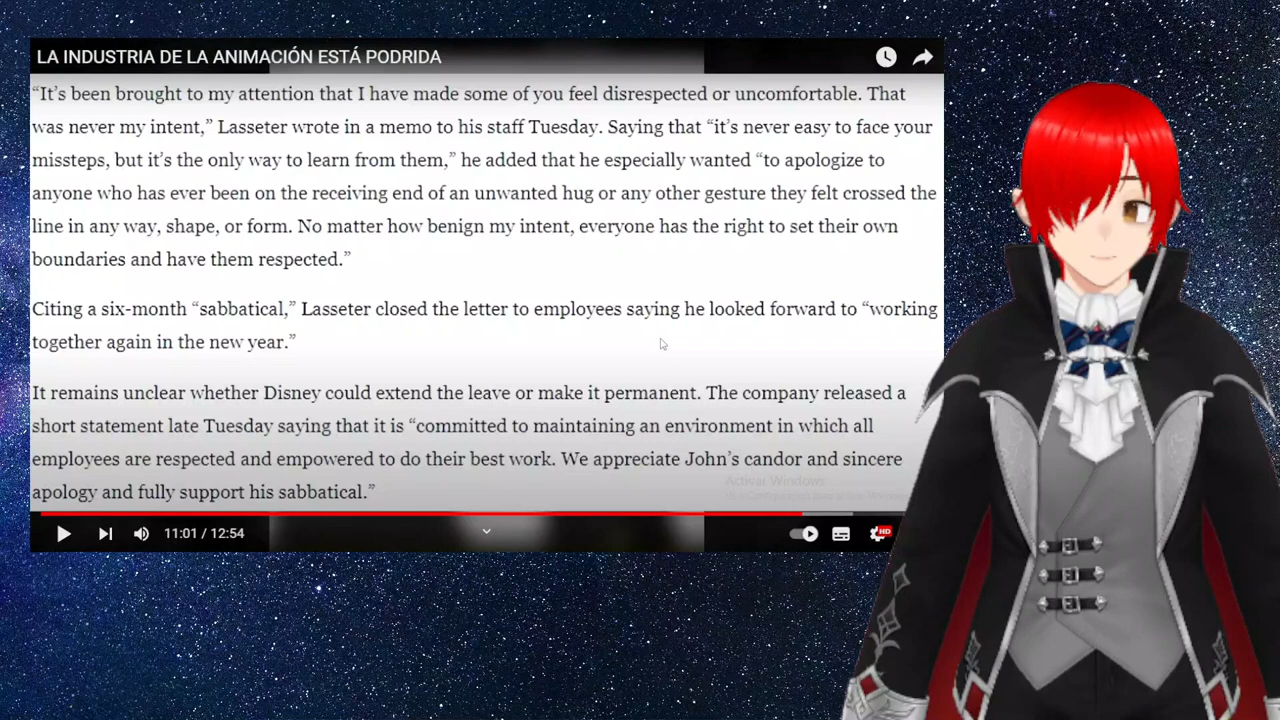 LA INDUSTRIA DE LA ANIMACIÓN ESTÁ PODRIDA
“It’s been brought to my attention that I have made some of you feel disrespected or uncomfortable. That
was never my intent,” Lasseter wrote in a memo to his staff Tuesday. Saying that “it’s never easy to face your
missteps, but it’s the only way to learn from them,” he added that he especially wanted “to apologize to
anyone who has ever been on the receiving end of an unwanted hug or any other gesture they felt crossed the
line in any way, shape, or form. No matter how benign my intent, everyone has the right to set their own
boundaries and have them respected.”
Citing a six-month “sabbatical,” Lasseter closed the letter to employees saying he looked forward to “working
together again in the new year.”
It remains unclear whether Disney could extend the leave or make it permanent. The company released a
short statement late Tuesday saying that it is “committed to maintaining an environment in which all
employees are respected and empowered to do their best work. We appreciate John’s candor and sincere
apology and fully support his sabbatical.”
Activar Windows
11:01 / 12:54
HD